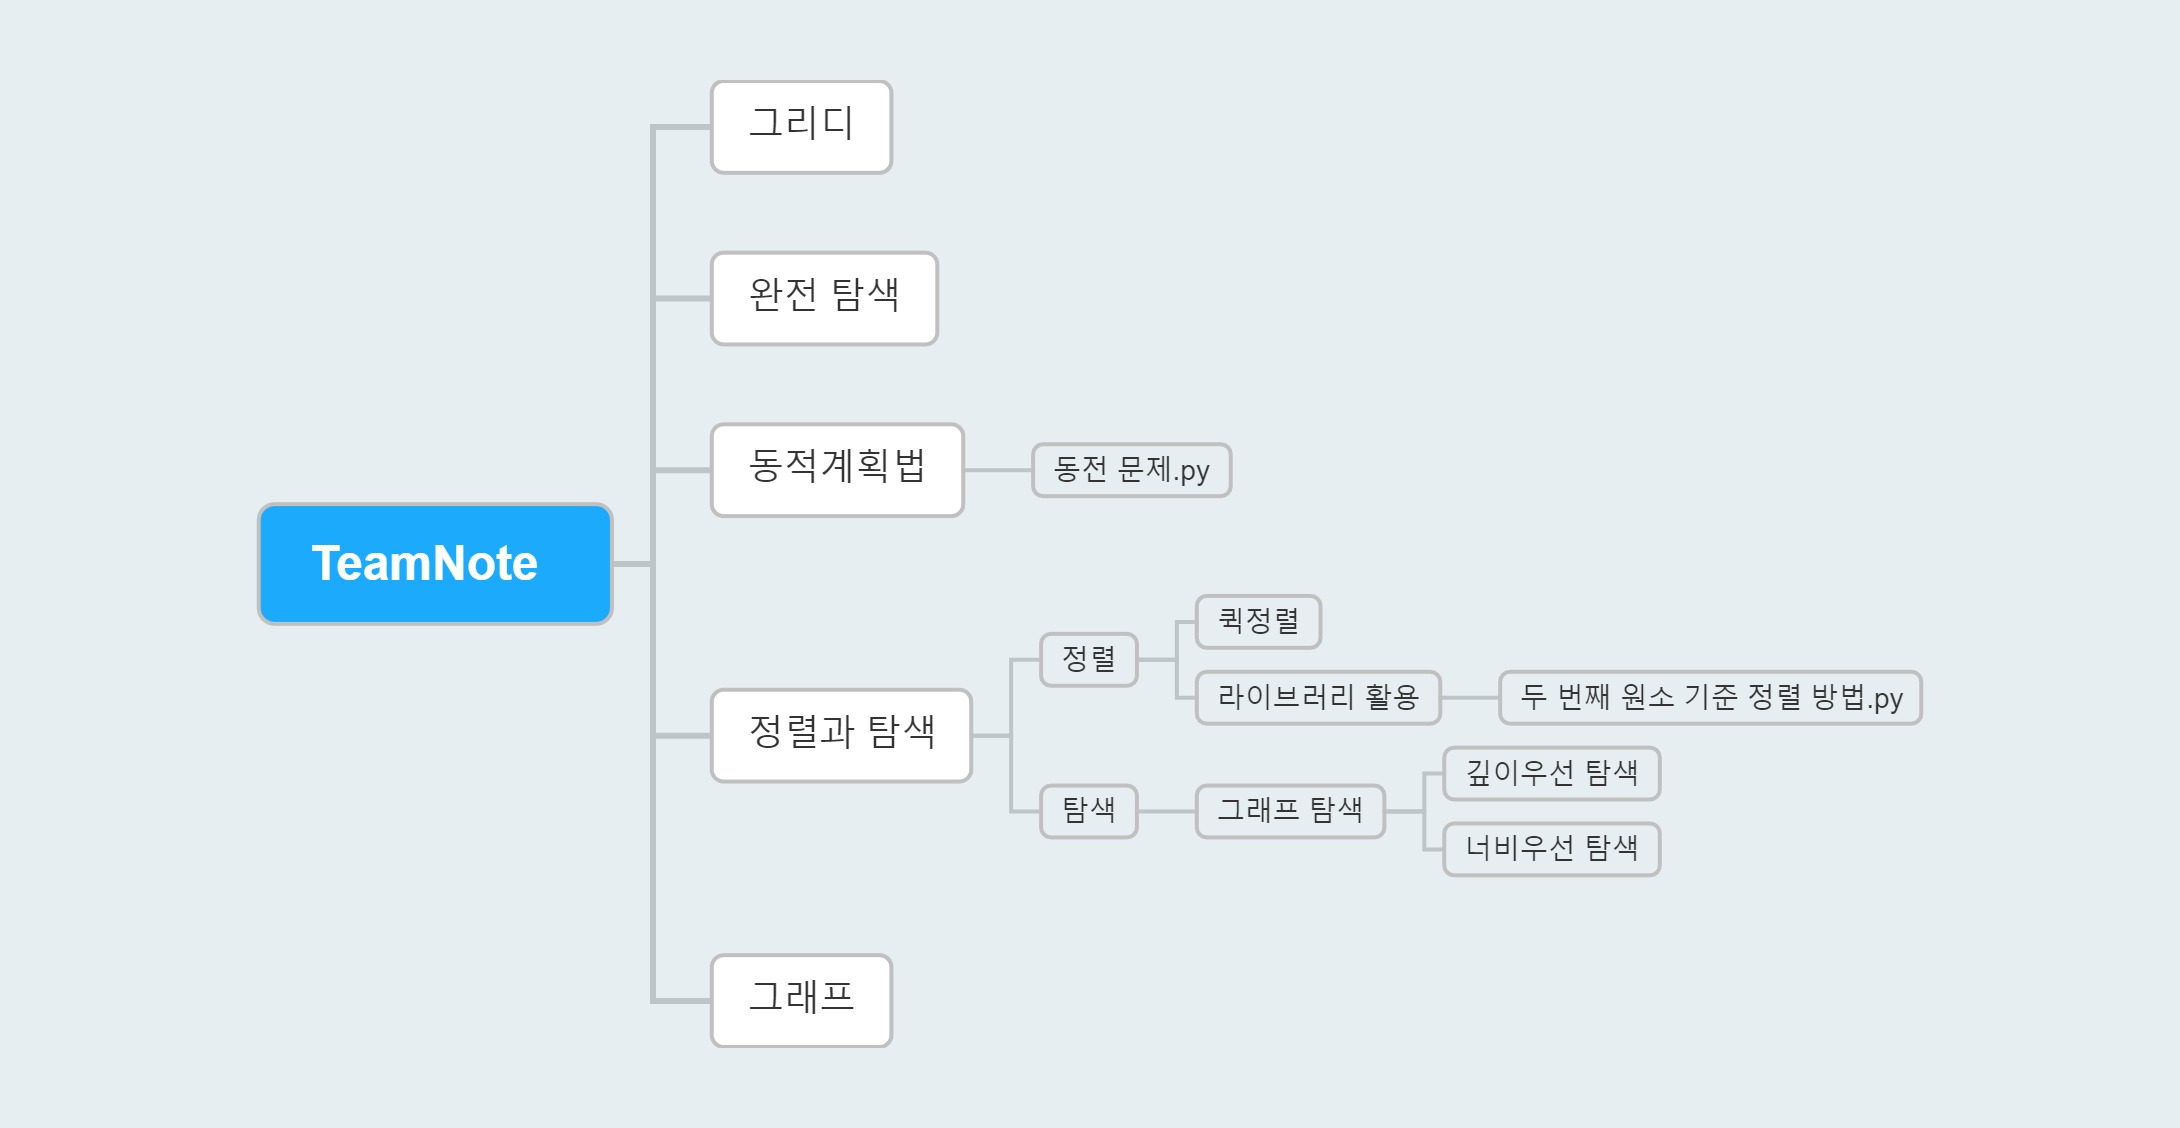 TeamNote
그리디
완전 탐색
동적계획법
동전 문제.py
정렬과 탐색
정렬
퀵정렬
라이브러리 활용
두 번째 원소 기준 정렬 방법.py
탐색
그래프 탐색
깊이우선 탐색
너비우선 탐색
그래프